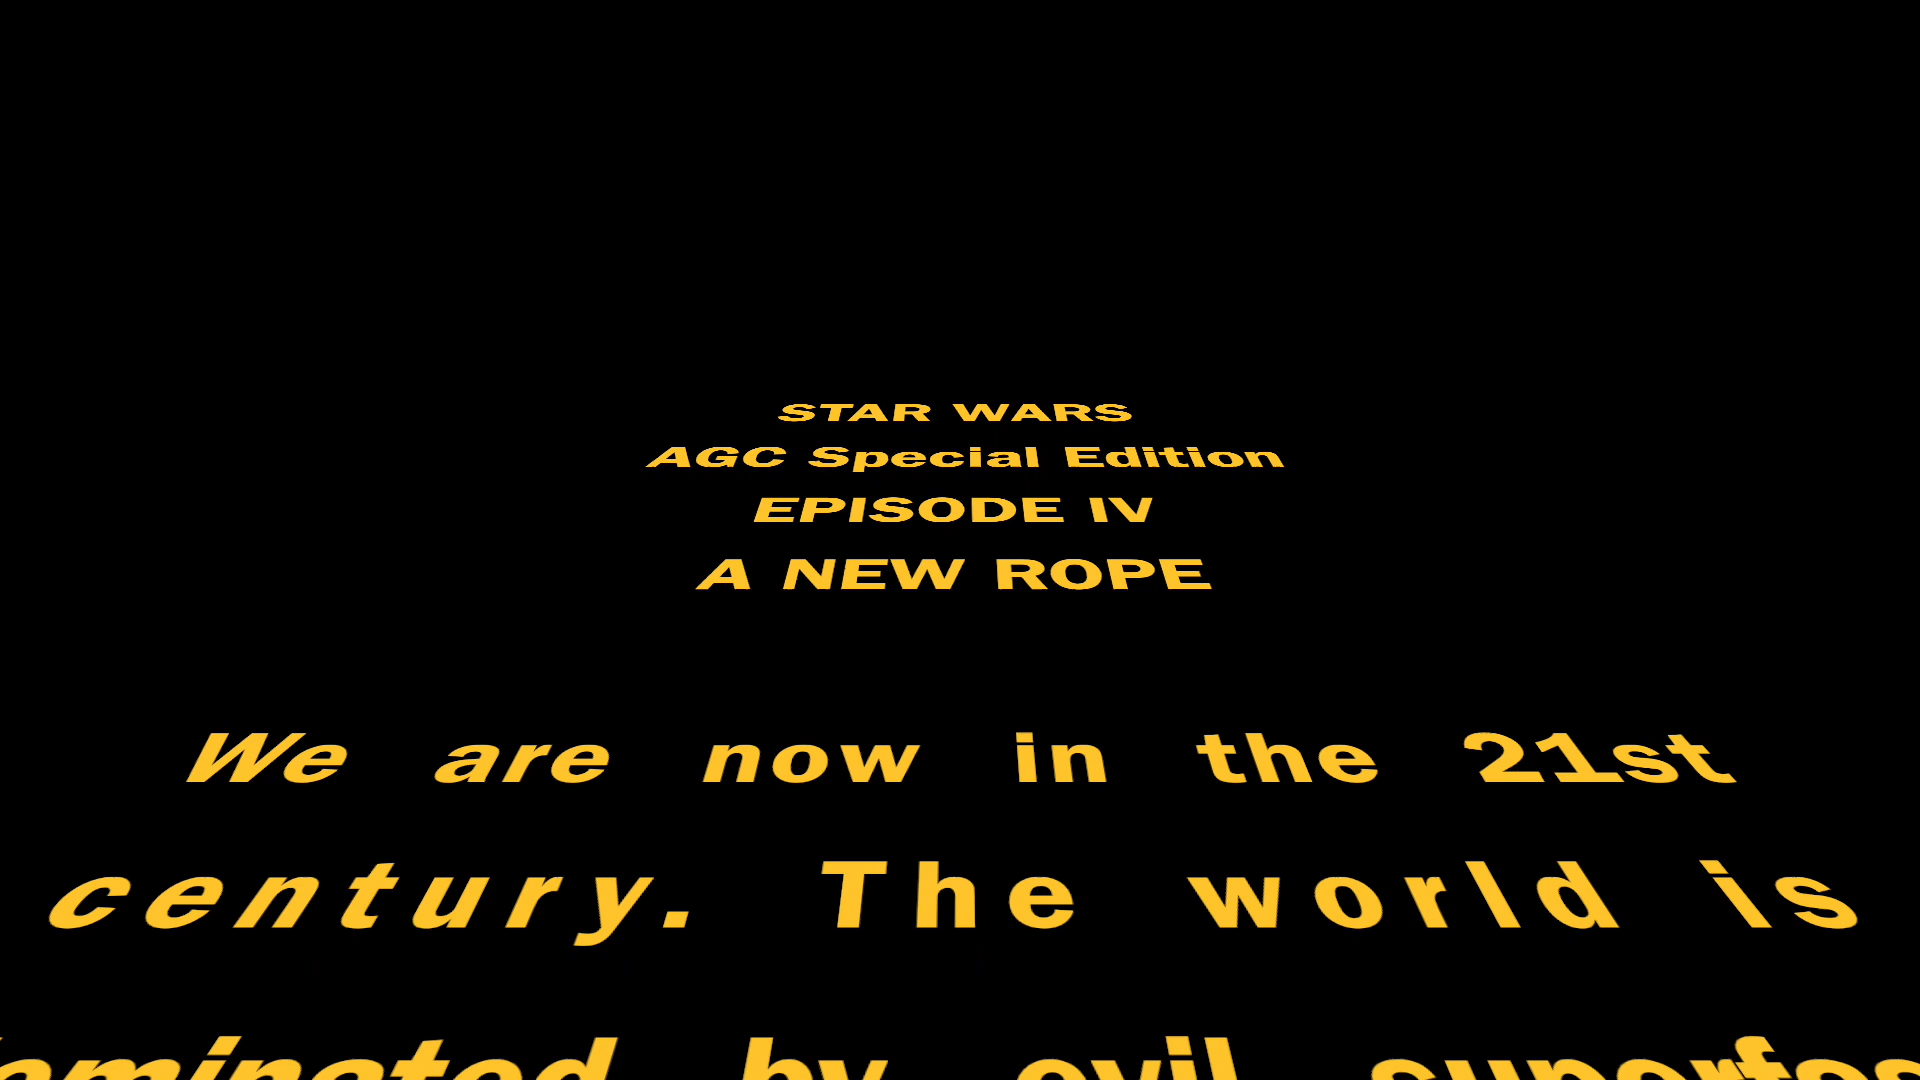 STAR WARS
AGC Special Edition
EPISODE IV
A NEW ROPE
We are now in the 21st
century. The world is
by evil